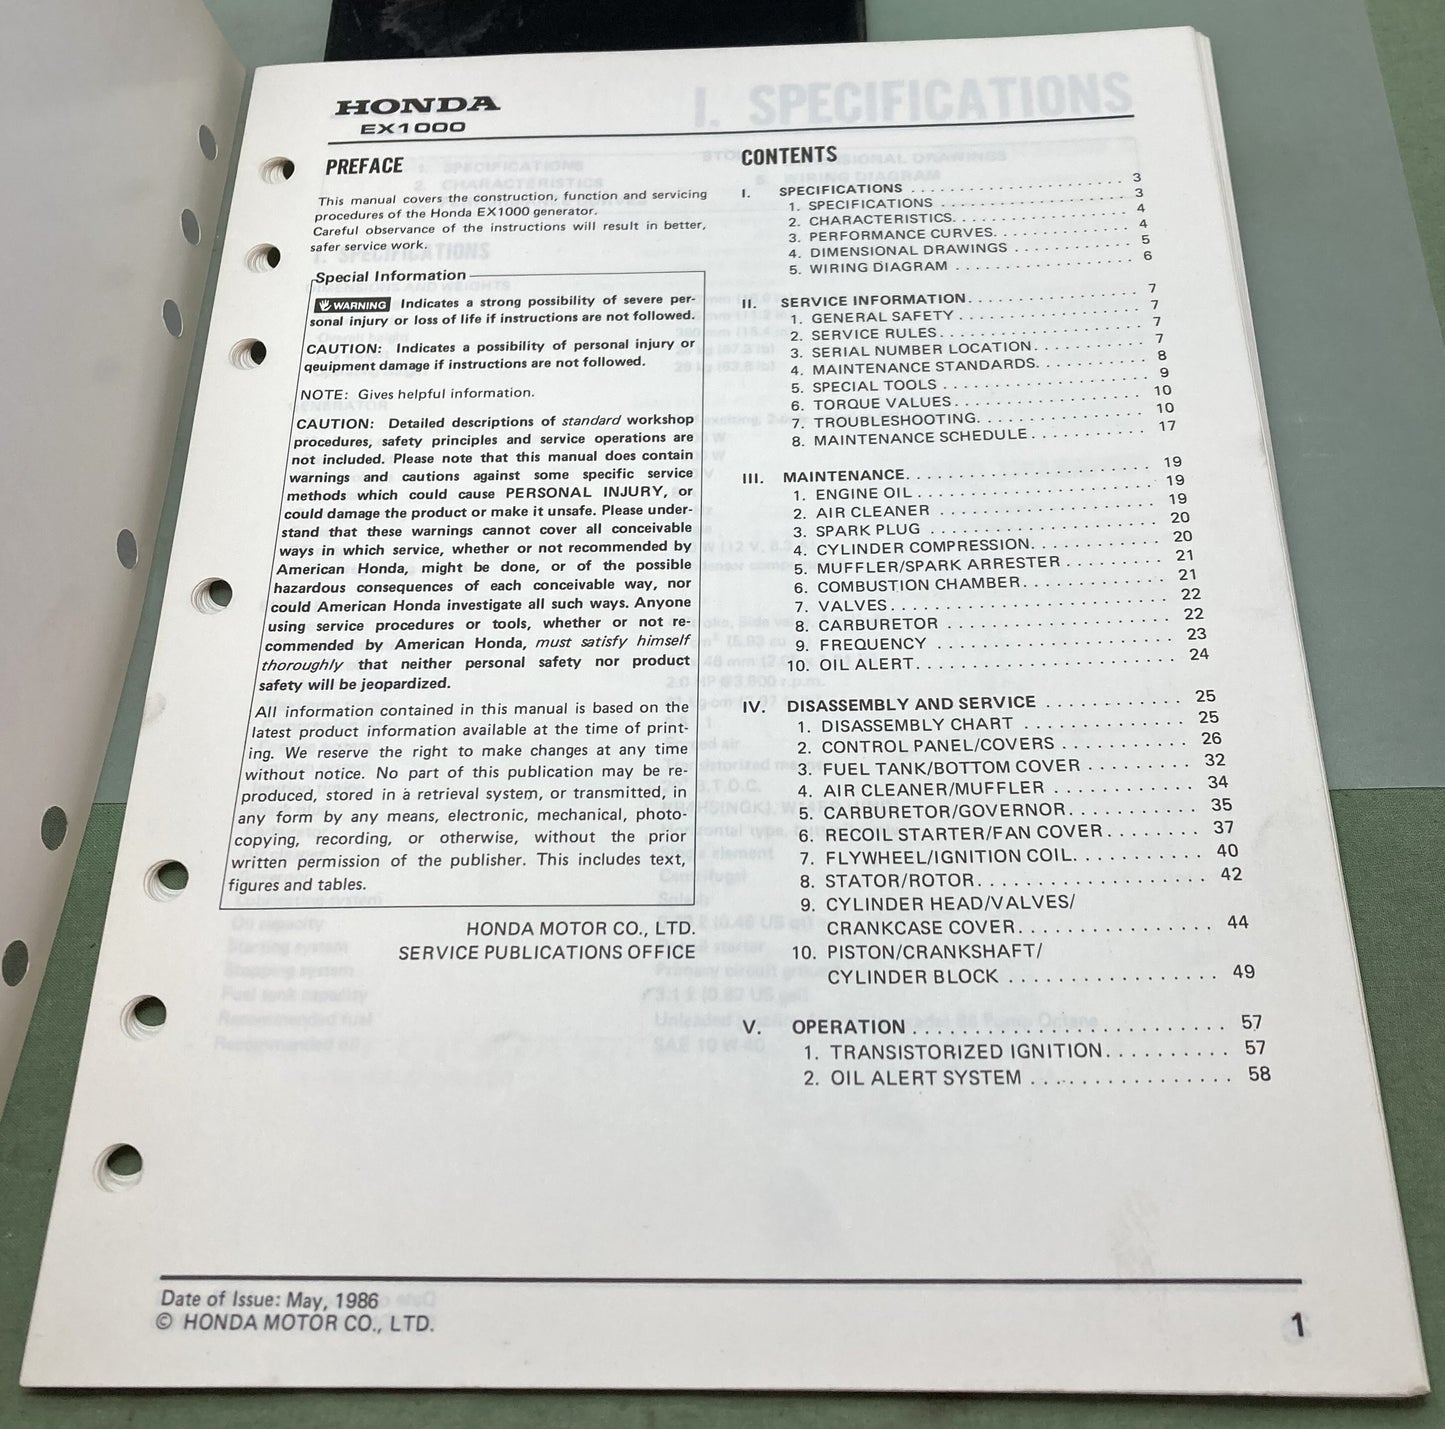 HONDA
EX1000
PREFACE
This manual covers the construction, function and servicing
procedures of the Honda EX1000 generator.
Careful observance of the instructions will result in better,
safer service work.
Special Information
WARNING Indicates a strong possibility of severe per-
sonal injury or loss of life if instructions are not followed.
CAUTION: Indicates a possibility of personal injury or
qeuipment damage if instructions are not followed.
NOTE: Gives helpful information.
CAUTION: Detailed descriptions of standard workshop
procedures, safety principles and service operations are
not included. Please note that this manual does contain
warnings and cautions against some specific service
methods which could cause PERSONAL INJURY, or
could damage the product or make it unsafe. Please under-
stand that these warnings cannot cover all conceivable
ways in which service, whether or not recommended by
American Honda, might be done, or of the possible
hazardous consequences of each conceivable way, nor
could American Honda investigate all such ways. Anyone
using service procedures or tools, whether or not re-
commended by American Honda, must satisfy himself
thoroughly that neither personal safety nor product
safety will be jeopardized.
All information contained in this manual is based on the
latest product information available at the time of print-
ing. We reserve the right to make changes at any time
without notice. No part of this publication may be re-
produced, stored in a retrieval system, or transmitted, in
any form by any means, electronic, mechanical, photo-
copying, recording, or otherwise, without the prior
written permission of the publisher. This includes text,
figures and tables.
HONDA MOTOR CO., LTD.
SERVICE PUBLICATIONS OFFICE
CONTENTS
I. SPECIFICATIONS . . . . . . . . . . . . . . . . . . . . . 3
1. SPECIFICATIONS . . . . . . . . . . . . . . . . . . 3
2. CHARACTERISTICS. . . . . . . . . . . . . . . . . 4
3. PERFORMANCE CURVES. . . . . . . . . . . . . 4
4. DIMENSIONAL DRAWINGS . . . . . . . . . . . 5
5. WIRING DIAGRAM . . . . . . . . . . . . . . . . . 6
II. SERVICE INFORMATION. . . . . . . . . . . . . . . . 7
1. GENERAL SAFETY . . . . . . . . . . . . . . . . . 7
2. SERVICE RULES. . . . . . . . . . . . . . . . . . . 7
3. SERIAL NUMBER LOCATION. . . . . . . . . . 7
4. MAINTENANCE STANDARDS. . . . . . . . . . 8
5. SPECIAL TOOLS . . . . . . . . . . . . . . . . . . . 9
6. TORQUE VALUES. . . . . . . . . . . . . . . . . . 10
7. TROUBLESHOOTING. . . . . . . . . . . . . . . . 10
8. MAINTENANCE SCHEDULE. . . . . . . . . . . 17
III. MAINTENANCE. . . . . . . . . . . . . . . . . . . . . . 19
1. ENGINE OIL . . . . . . . . . . . . . . . . . . . . . 19
2. AIR CLEANER . . . . . . . . . . . . . . . . . . . . 19
3. SPARK PLUG . . . . . . . . . . . . . . . . . . . . 20
4. CYLINDER COMPRESSION. . . . . . . . . . . . 20
5. MUFFLER/SPARK ARRESTER . . . . . . . . . 21
6. COMBUSTION CHAMBER. . . . . . . . . . . . . 21
7. VALVES. . . . . . . . . . . . . . . . . . . . . . . . 22
8. CARBURETOR . . . . . . . . . . . . . . . . . . . 22
9. FREQUENCY . . . . . . . . . . . . . . . . . . . . 23
10. OIL ALERT. . . . . . . . . . . . . . . . . . . . . . 24
IV. DISASSEMBLY AND SERVICE . . . . . . . . . . . . 25
1. DISASSEMBLY CHART . . . . . . . . . . . . . . 25
2. CONTROL PANEL/COVERS . . . . . . . . . . . 26
3. FUEL TANK/BOTTOM COVER . . . . . . . . . 32
4. AIR CLEANER/MUFFLER . . . . . . . . . . . . 34
5. CARBURETOR/GOVERNOR. . . . . . . . . . . 35
6. RECOIL STARTER/FAN COVER . . . . . . . . 37
7. FLYWHEEL/IGNITION COIL. . . . . . . . . . . 40
8. STATOR/ROTOR. . . . . . . . . . . . . . . . . . 42
9. CYLINDER HEAD/VALVES/
CRANKCASE COVER. . . . . . . . . . . . . . . . 44
10. PISTON/CRANKSHAFT/
CYLINDER BLOCK . . . . . . . . . . . . . . . . . 49
V. OPERATION . . . . . . . . . . . . . . . . . . . . . . . . 57
1. TRANSISTORIZED IGNITION. . . . . . . . . . 57
2. OIL ALERT SYSTEM . . . . . . . . . . . . . . . . 58
Date of Issue: May, 1986
© HONDA MOTOR CO., LTD.
1